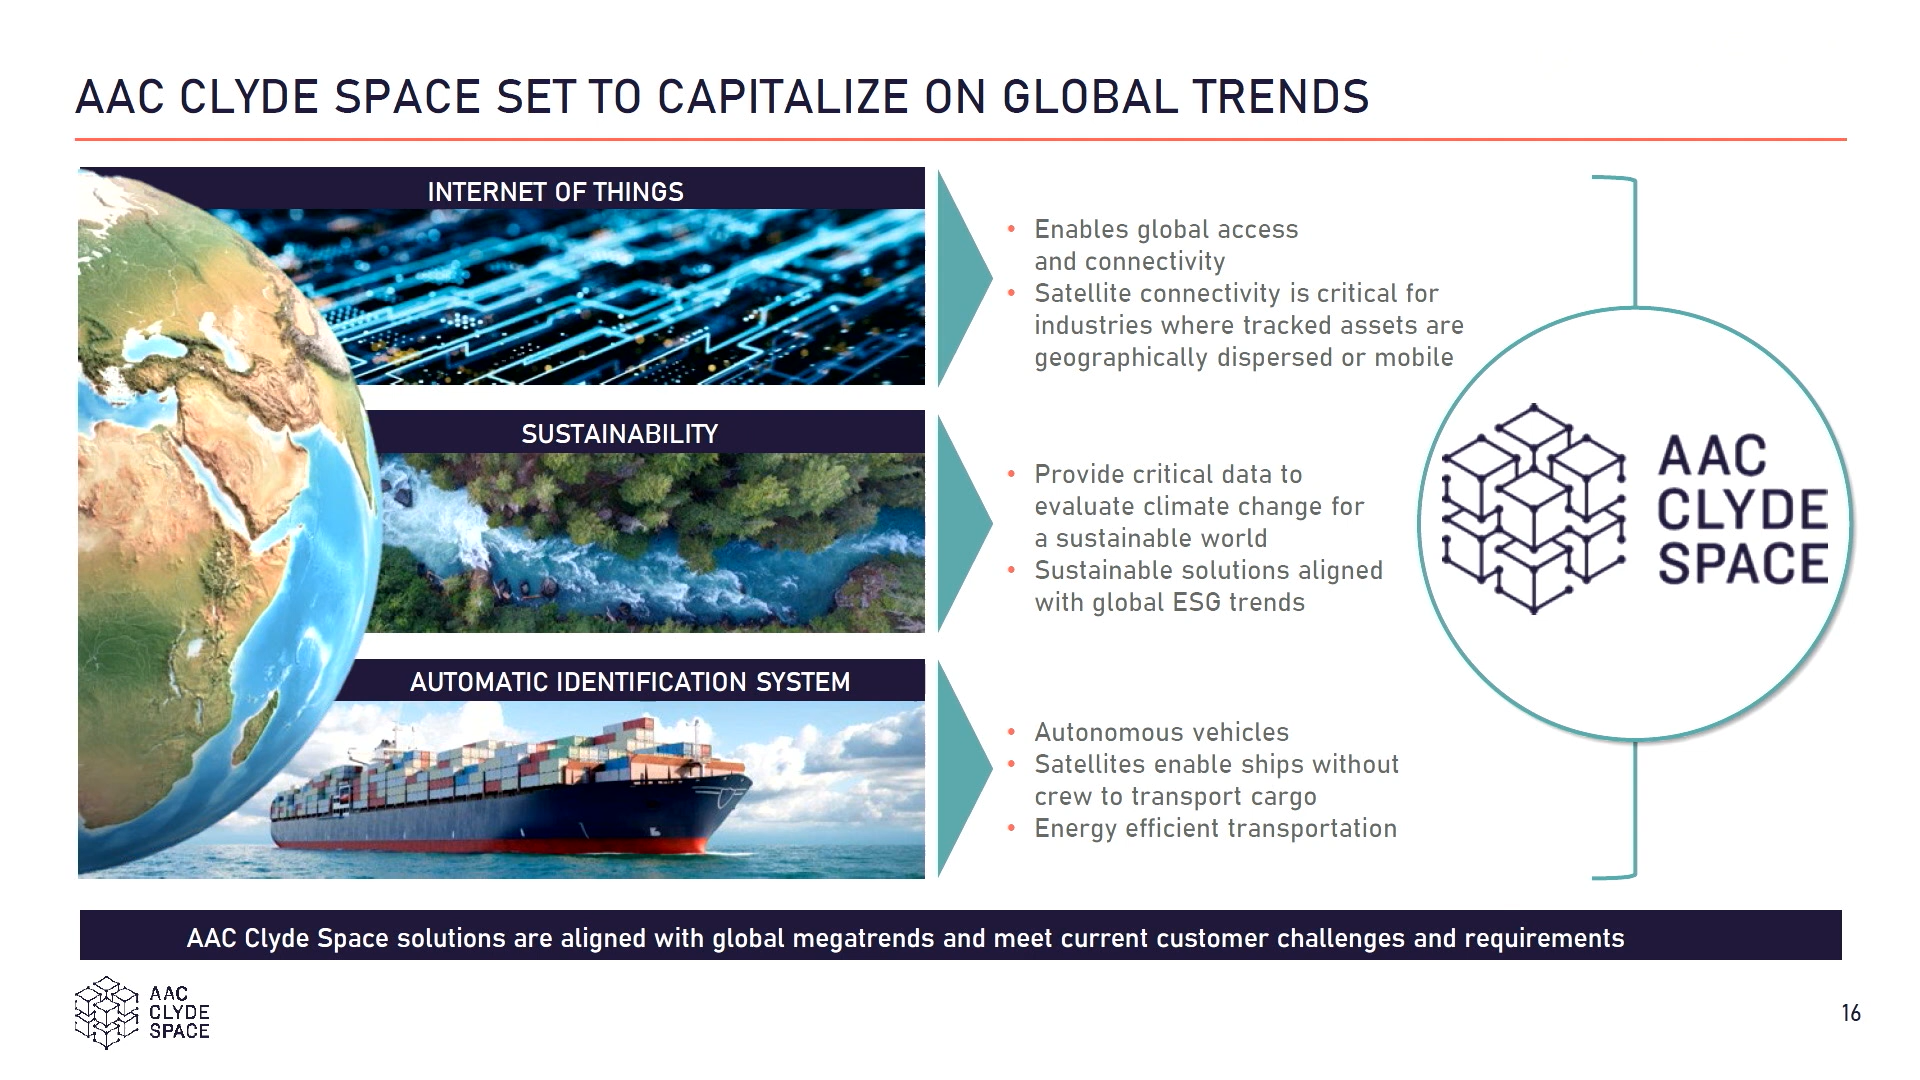 AAC CLYDE SPACE SET TO CAPITALIZE ON GLOBAL TRENDS
INTERNET OF THINGS
• Enables global access
and connectivity
• Satellite connectivity is critical for
industries where tracked assets are
geographically dispersed or mobile
SUSTAINABILITY
• Provide critical data to
evaluate climate change for
a sustainable world
• Sustainable solutions aligned
with global ESG trends
AUTOMATIC IDENTIFICATION SYSTEM
• Autonomous vehicles
• Satellites enable ships without
crew to transport cargo
• Energy efficient transportation
AAC
CLYDE
SPACE
AAC Clyde Space solutions are aligned with global megatrends and meet current customer challenges and requirements
AAC
CLYDE
SPACE
16